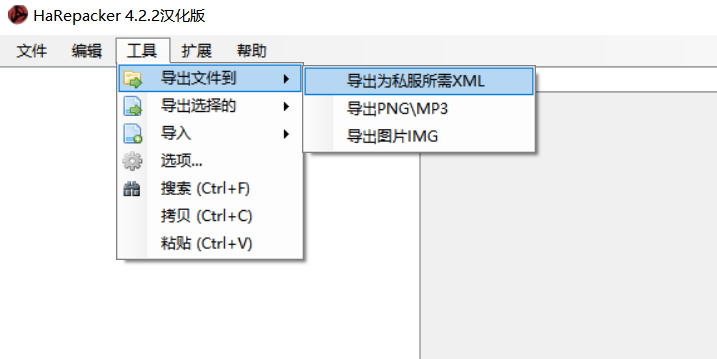 HaRepacker 4.2.2汉化版
文件 编辑 工具 扩展 帮助
导出文件到 导出为私服所需XML
导出选择的 导出PNG\MP3
导入 导出图片IMG
选项...
搜索 (Ctrl+F)
拷贝 (Ctrl+C)
粘贴 (Ctrl+V)